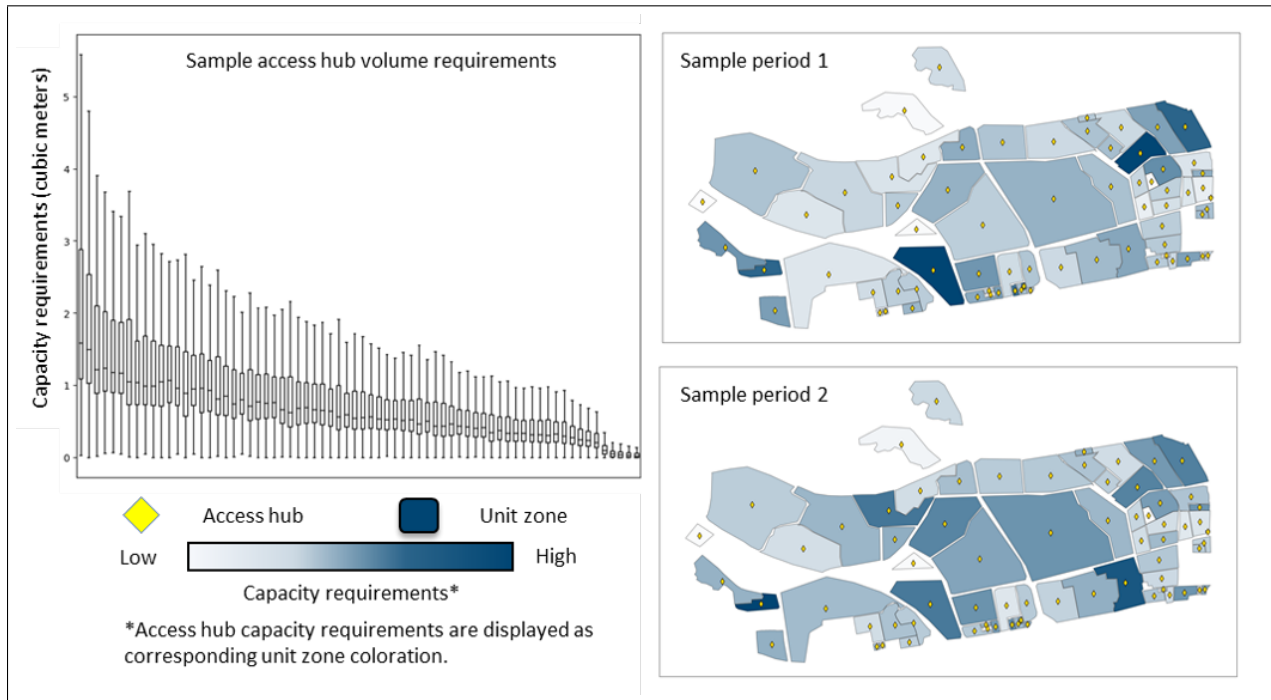 Sample access hub volume requirements
Capacity requirements (cubic meters)
5
4
3
2
1
0
Access hub
Unit zone
Low
High
Capacity requirements*
*Access hub capacity requirements are displayed as
corresponding unit zone coloration.
Sample period 1
Sample period 2